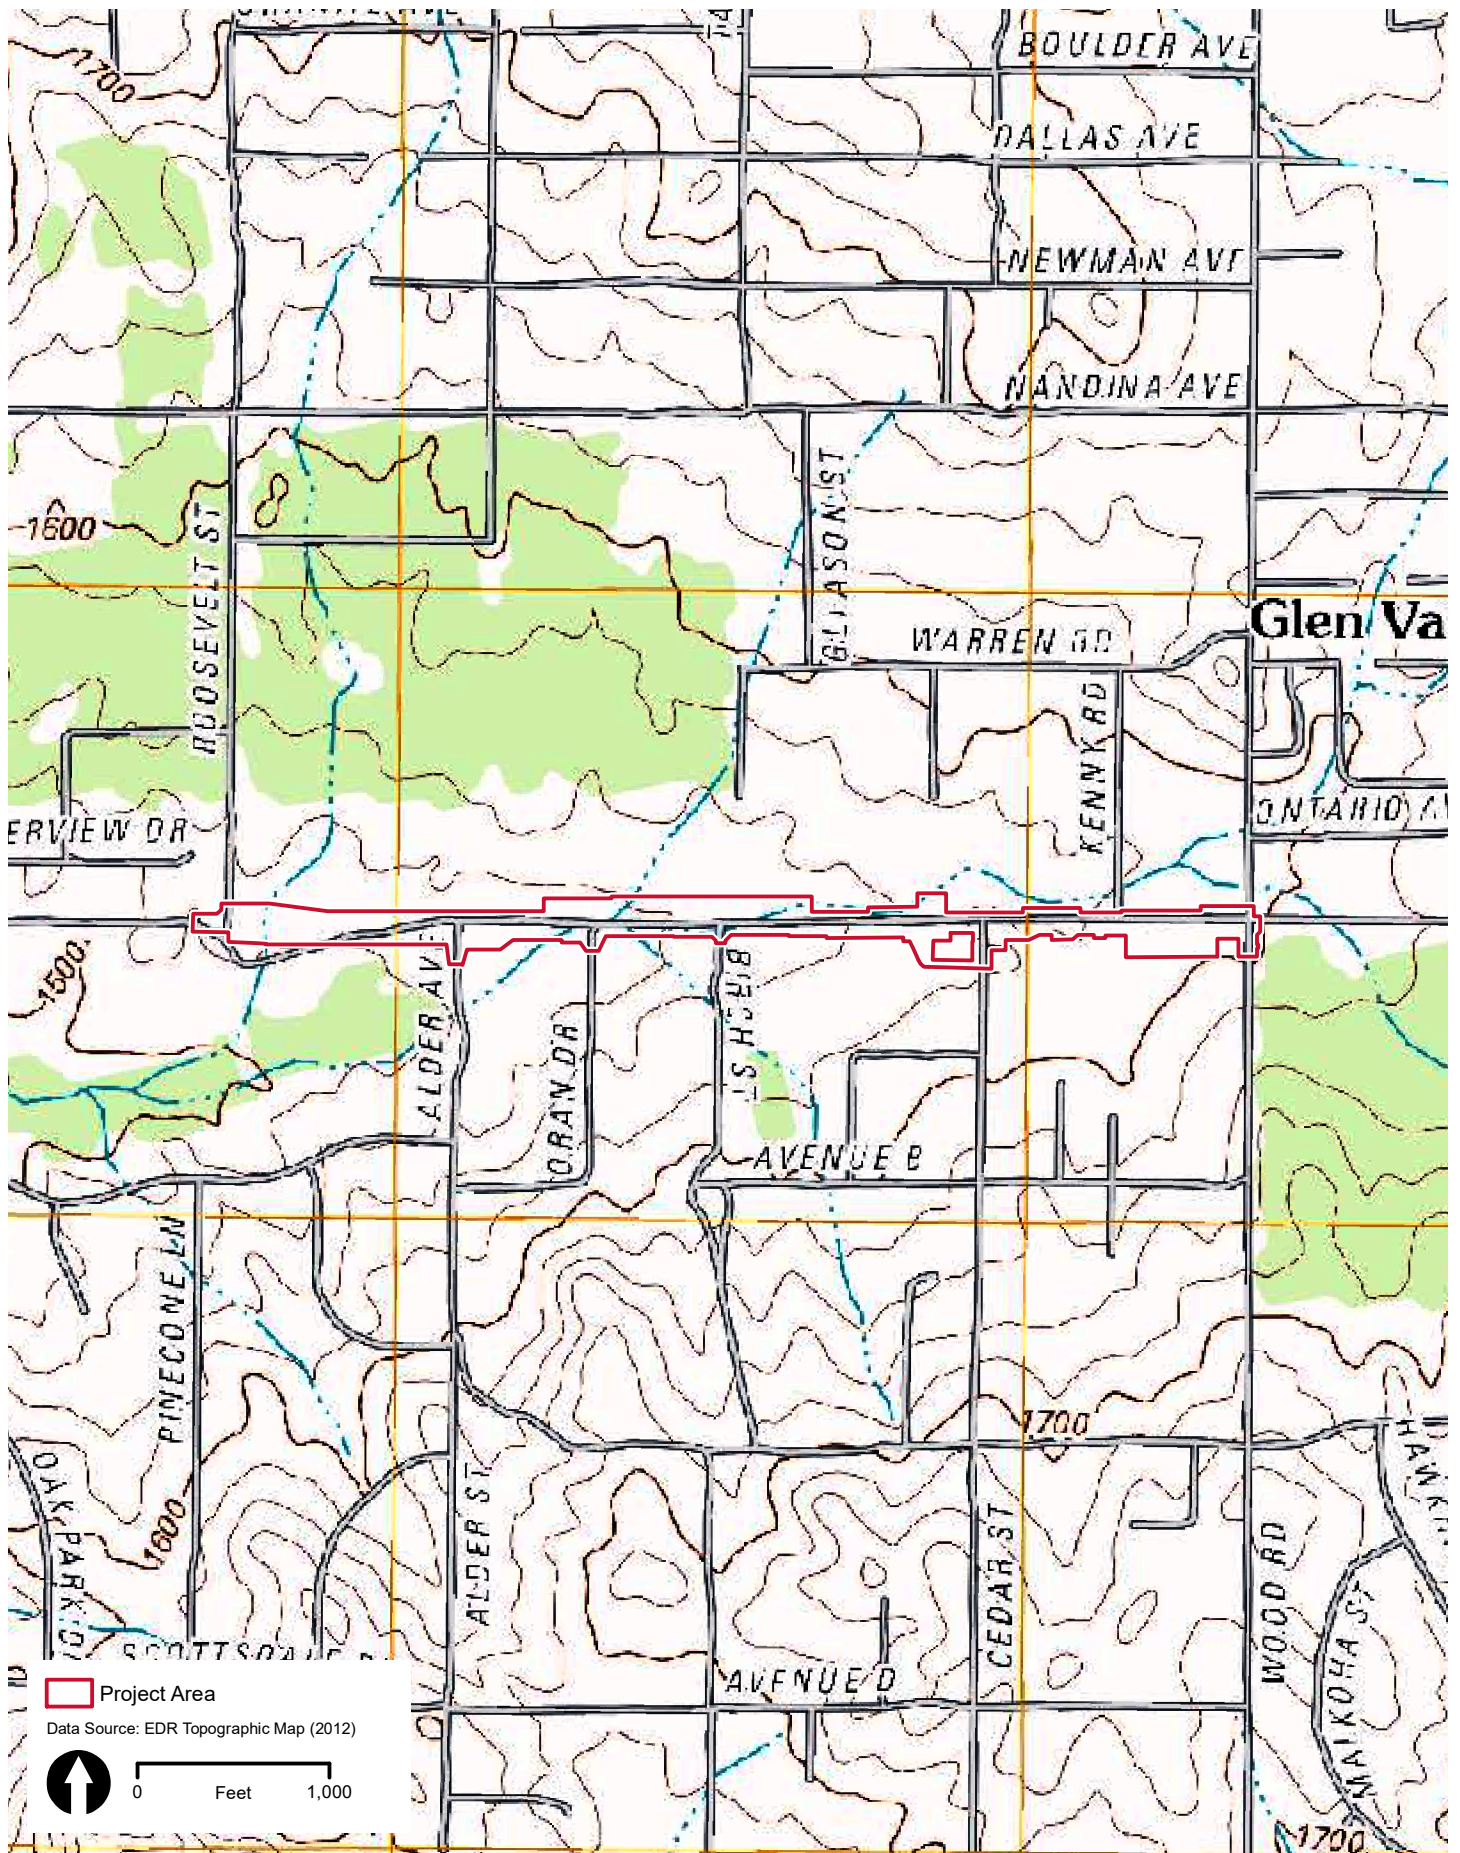 BOULDER AVE
1700
DALLAS AVE
NEWMAN AVE
NANDINA AVE
GLEASON ST
1600
ROOSEVELT ST
Glen Va
WARREN RD
KENNY RD
ERVIEW DR
ONTARIO AV
1500
ALDER AVE
ORAN DR
BIRCH ST
AVENUE B
PINECONE LN
1700
OAK PARK DR
1600
ALDER ST
CEDAR ST
WOOD RD
MAIKOHA ST
AVENUE D
Project Area
Data Source: EDR Topographic Map (2012)
0 Feet 1,000
1700